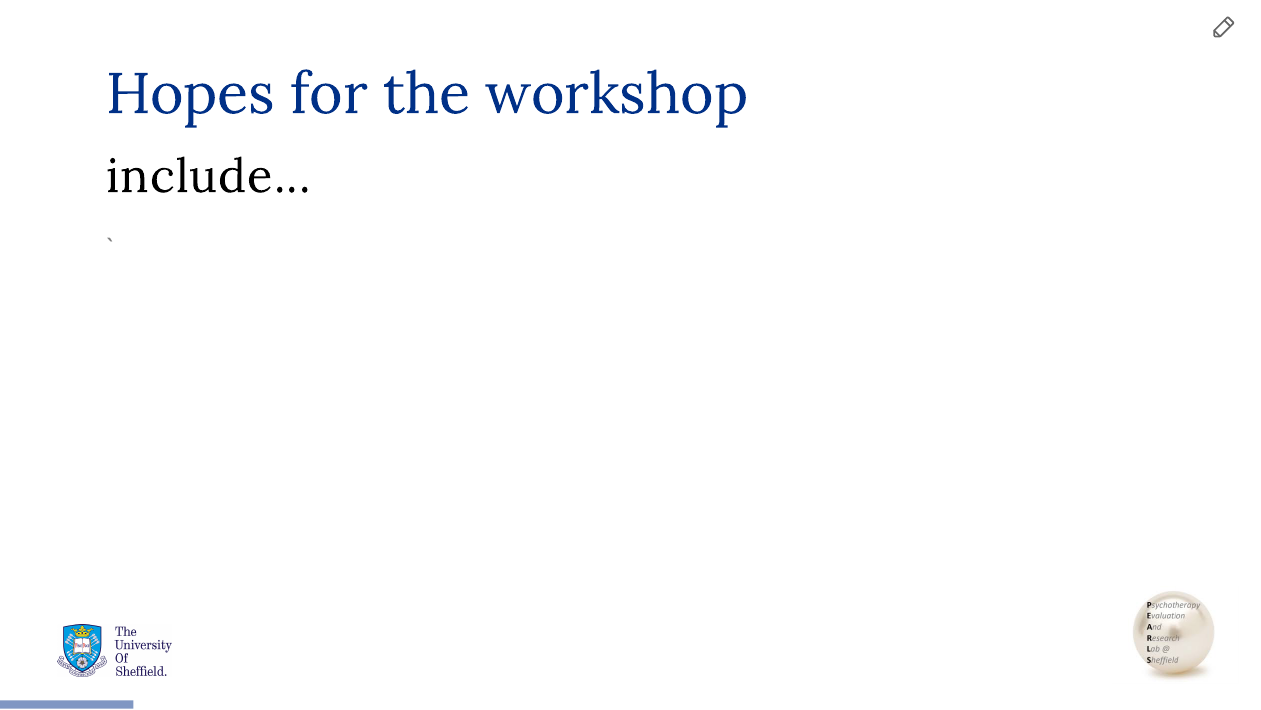 Hopes for the workshop
include...
`
The
University
Of
Sheffield.
Psychotherapy
Evaluation
And
Research
Lab @
Sheffield